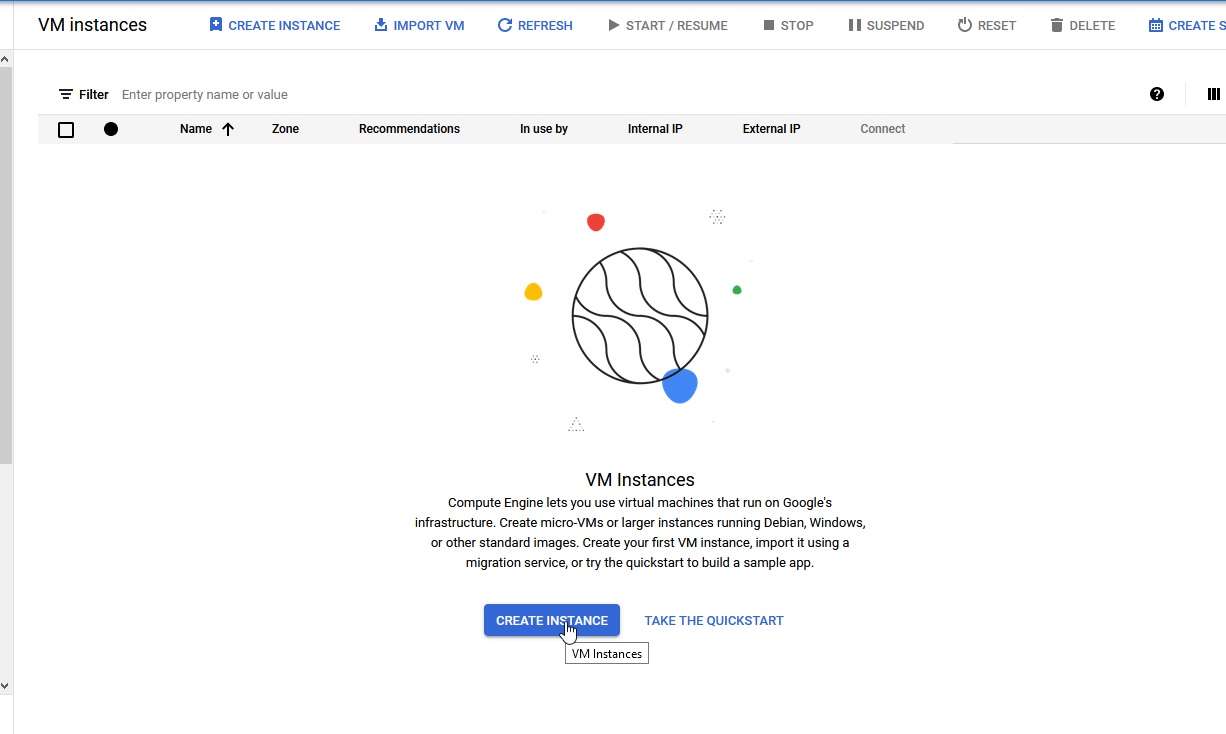 VM instances CREATE INSTANCE IMPORT VM REFRESH START / RESUME STOP SUSPEND RESET DELETE CREATE S
Filter Enter property name or value
Name Zone Recommendations In use by Internal IP External IP Connect
VM Instances
Compute Engine lets you use virtual machines that run on Google's
infrastructure. Create micro-VMs or larger instances running Debian, Windows,
or other standard images. Create your first VM instance, import it using a
migration service, or try the quickstart to build a sample app.
CREATE INSTANCE TAKE THE QUICKSTART
VM Instances